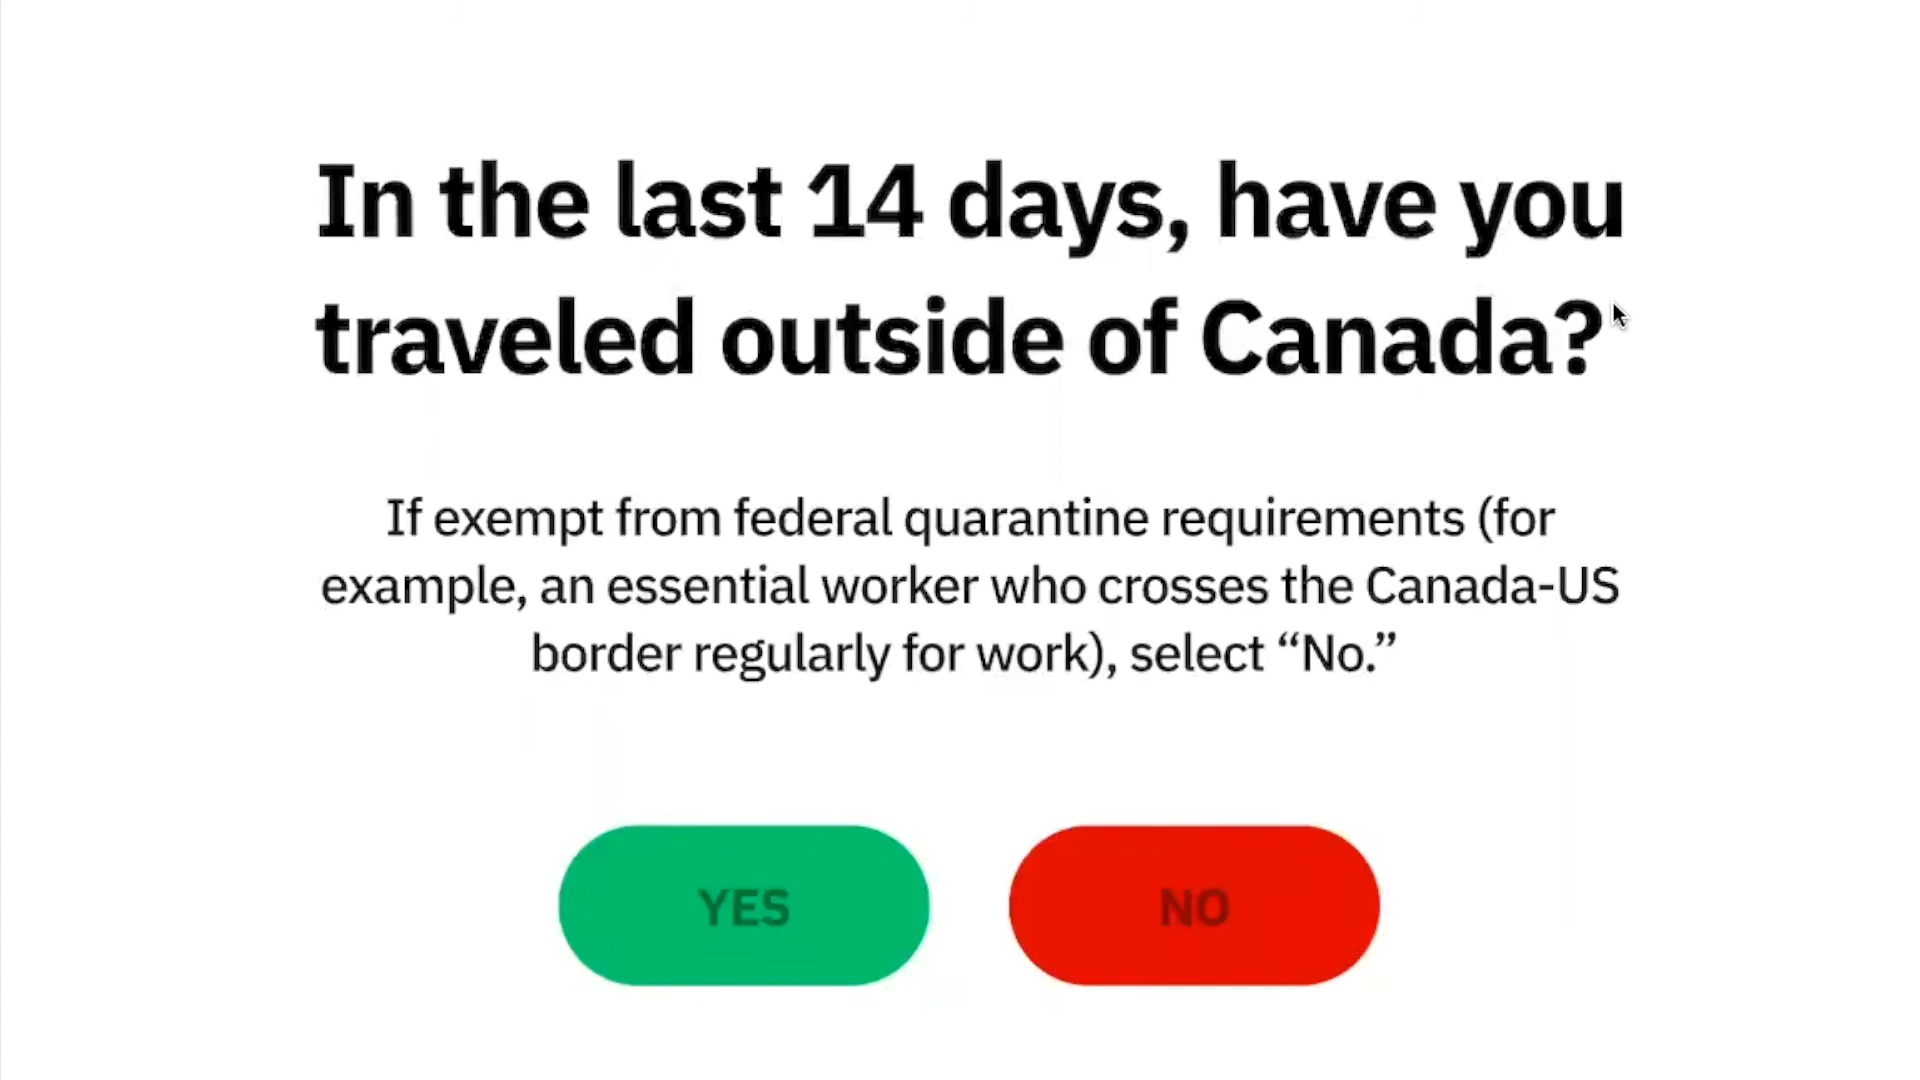 In the last 14 days, have you
traveled outside of Canada?
If exempt from federal quarantine requirements (for
example, an essential worker who crosses the Canada-US
border regularly for work), select “No.”
YES
NO